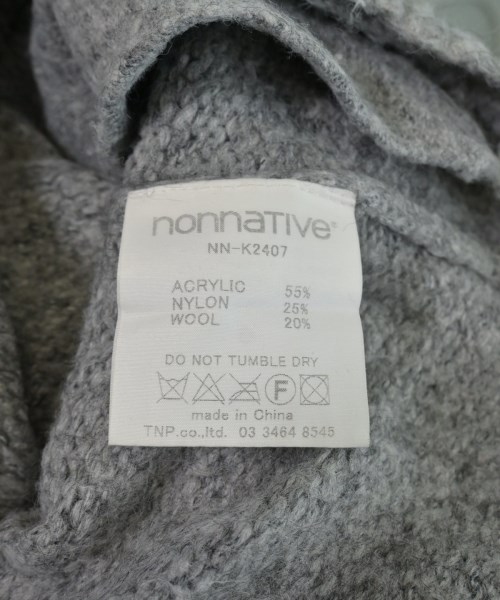 nonnative®
NN-K2407
ACRYLIC 55%
NYLON 25%
WOOL 20%
DO NOT TUMBLE DRY
F
made in China
TNP.co.,ltd. 03 3464 8545